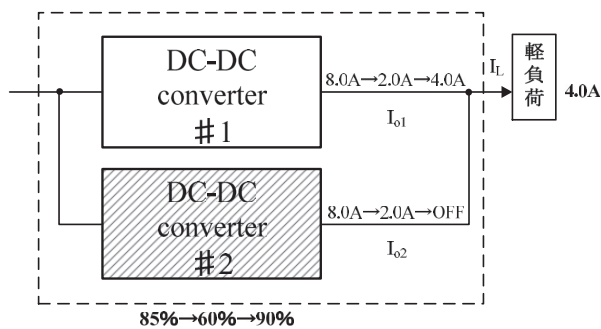 DC-DC
converter
#1
8.0A→2.0A→4.0A
I_o1
I_L
軽負荷
4.0A
DC-DC
converter
#2
8.0A→2.0A→OFF
I_o2
85%→60%→90%